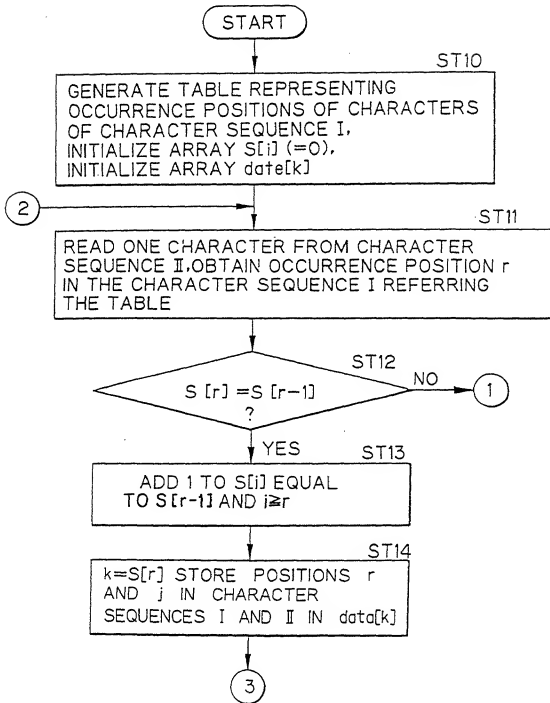 START
ST10
GENERATE TABLE REPRESENTING
OCCURRENCE POSITIONS OF CHARACTERS
OF CHARACTER SEQUENCE I,
INITIALIZE ARRAY S[i] (=0),
INITIALIZE ARRAY date[k]
2
ST11
READ ONE CHARACTER FROM CHARACTER
SEQUENCE II.OBTAIN OCCURRENCE POSITION r
IN THE CHARACTER SEQUENCE I REFERRING
THE TABLE
ST12
S [r] =S [r-1]
?
NO
1
YES
ST13
ADD 1 TO S[i] EQUAL
TO S[r-1] AND i≧r
ST14
k=S[r] STORE POSITIONS r
AND j IN CHARACTER
SEQUENCES I AND II IN data[k]
3